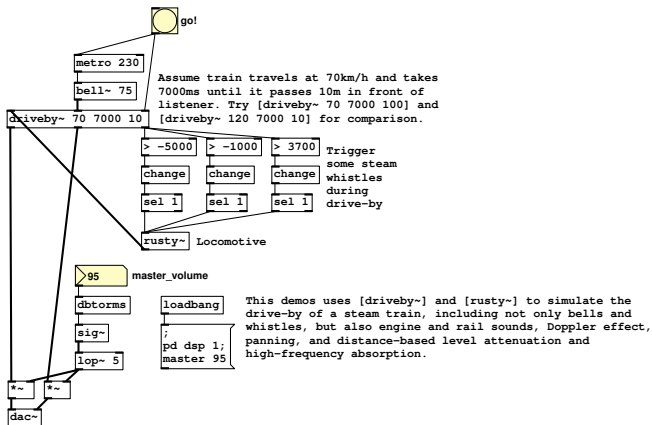 go!
metro 230
bell~ 75
Assume train travels at 70km/h and takes
7000ms until it passes 10m in front of
listener. Try [driveby~ 70 7000 100] and
[driveby~ 120 7000 10] for comparison.
driveby~ 70 7000 10
> -5000
> -1000
> 3700
Trigger
some steam
whistles
during
drive-by
change
change
change
sel 1
sel 1
sel 1
rusty~
Locomotive
95
master_volume
dbtorms
loadbang
This demos uses [driveby~] and [rusty~] to simulate the
drive-by of a steam train, including not only bells and
whistles, but also engine and rail sounds, Doppler effect,
panning, and distance-based level attenuation and
high-frequency absorption.
sig~
;
pd dsp 1;
master 95
lop~ 5
*~
*~
dac~